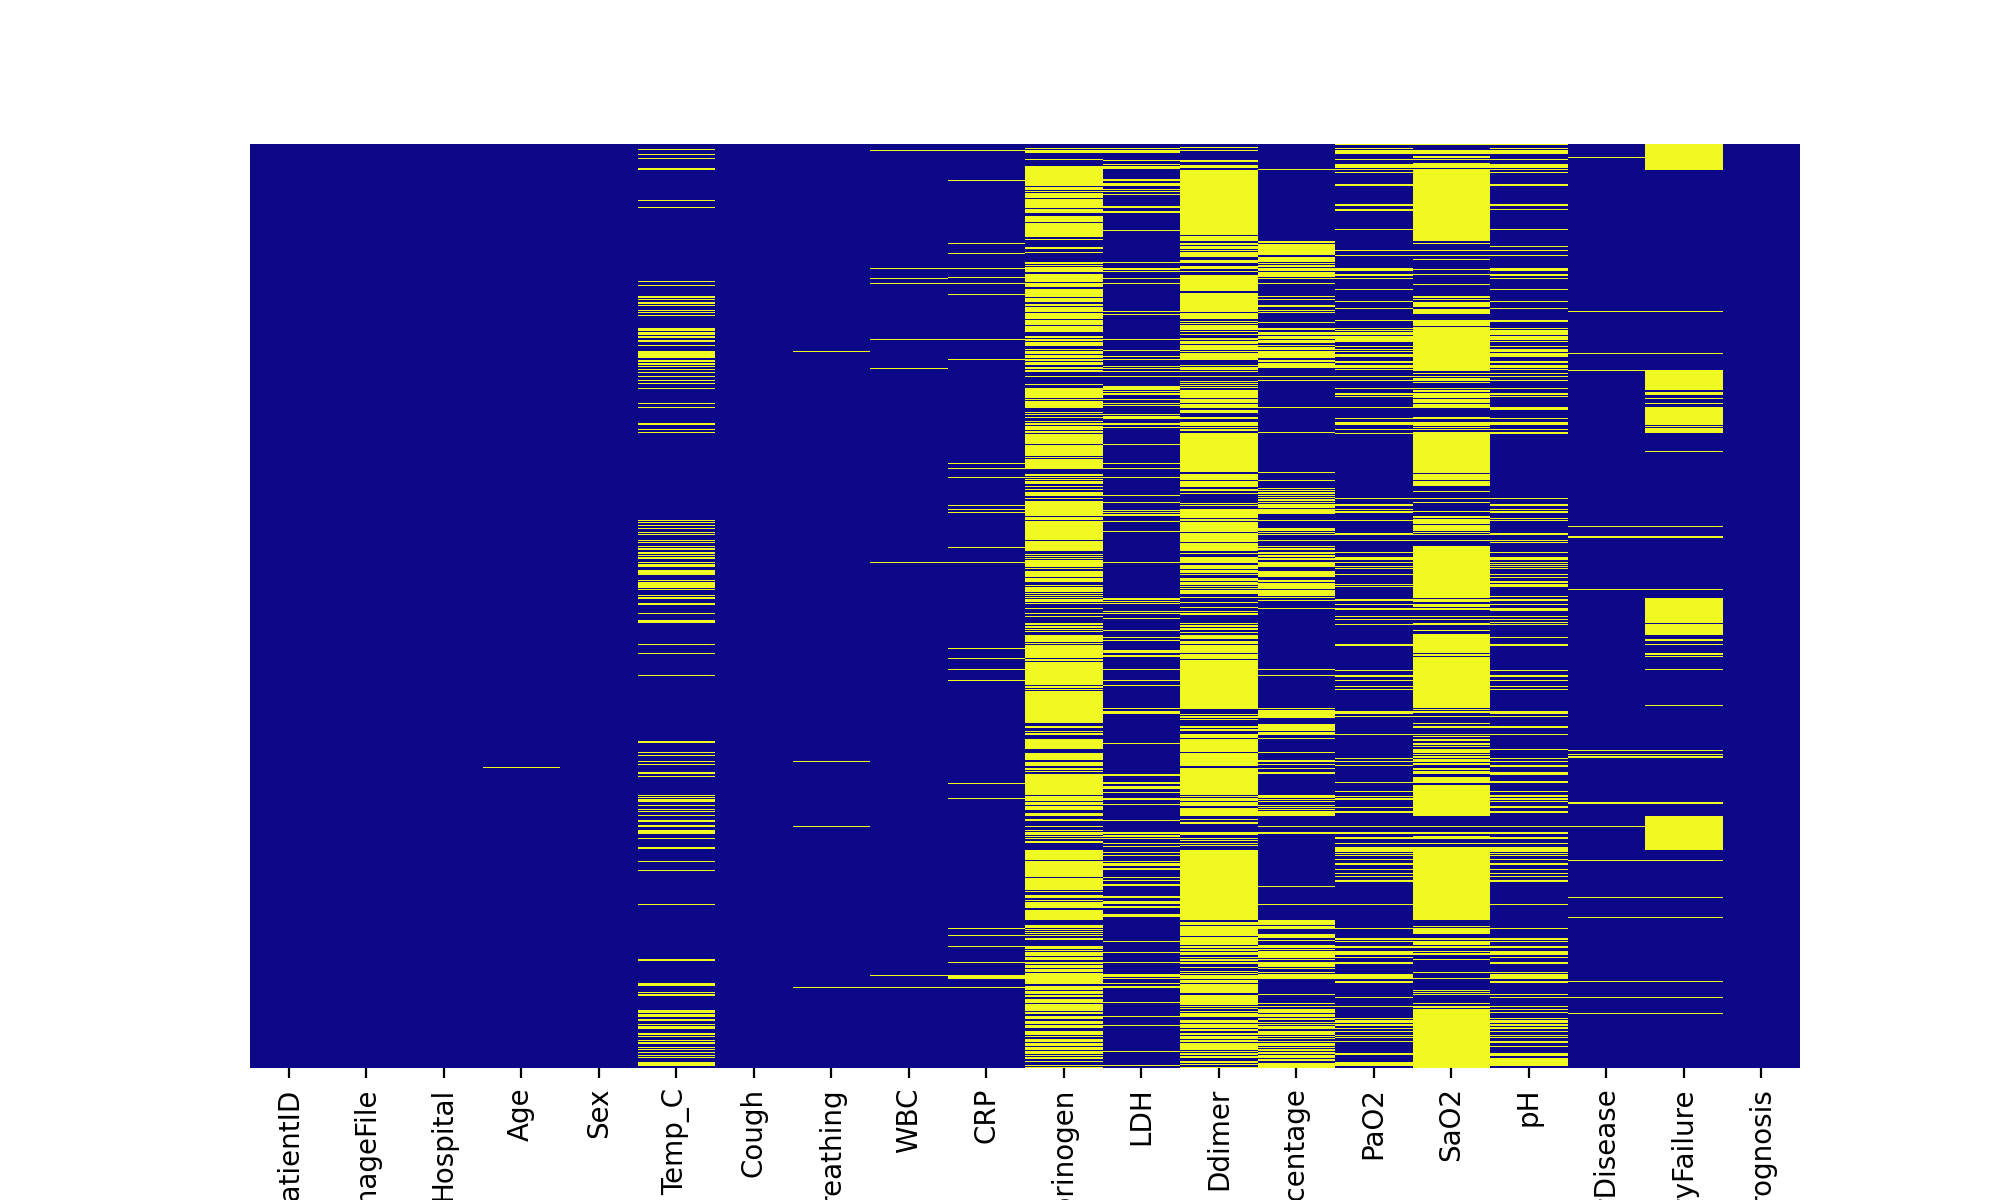 atientID
nageFile
Hospital
Age
Sex
Temp_C
Cough
reathing
WBC
CRP
rinogen
LDH
Ddimer
centage
PaO2
SaO2
pH
Disease
yFailure
rognosis